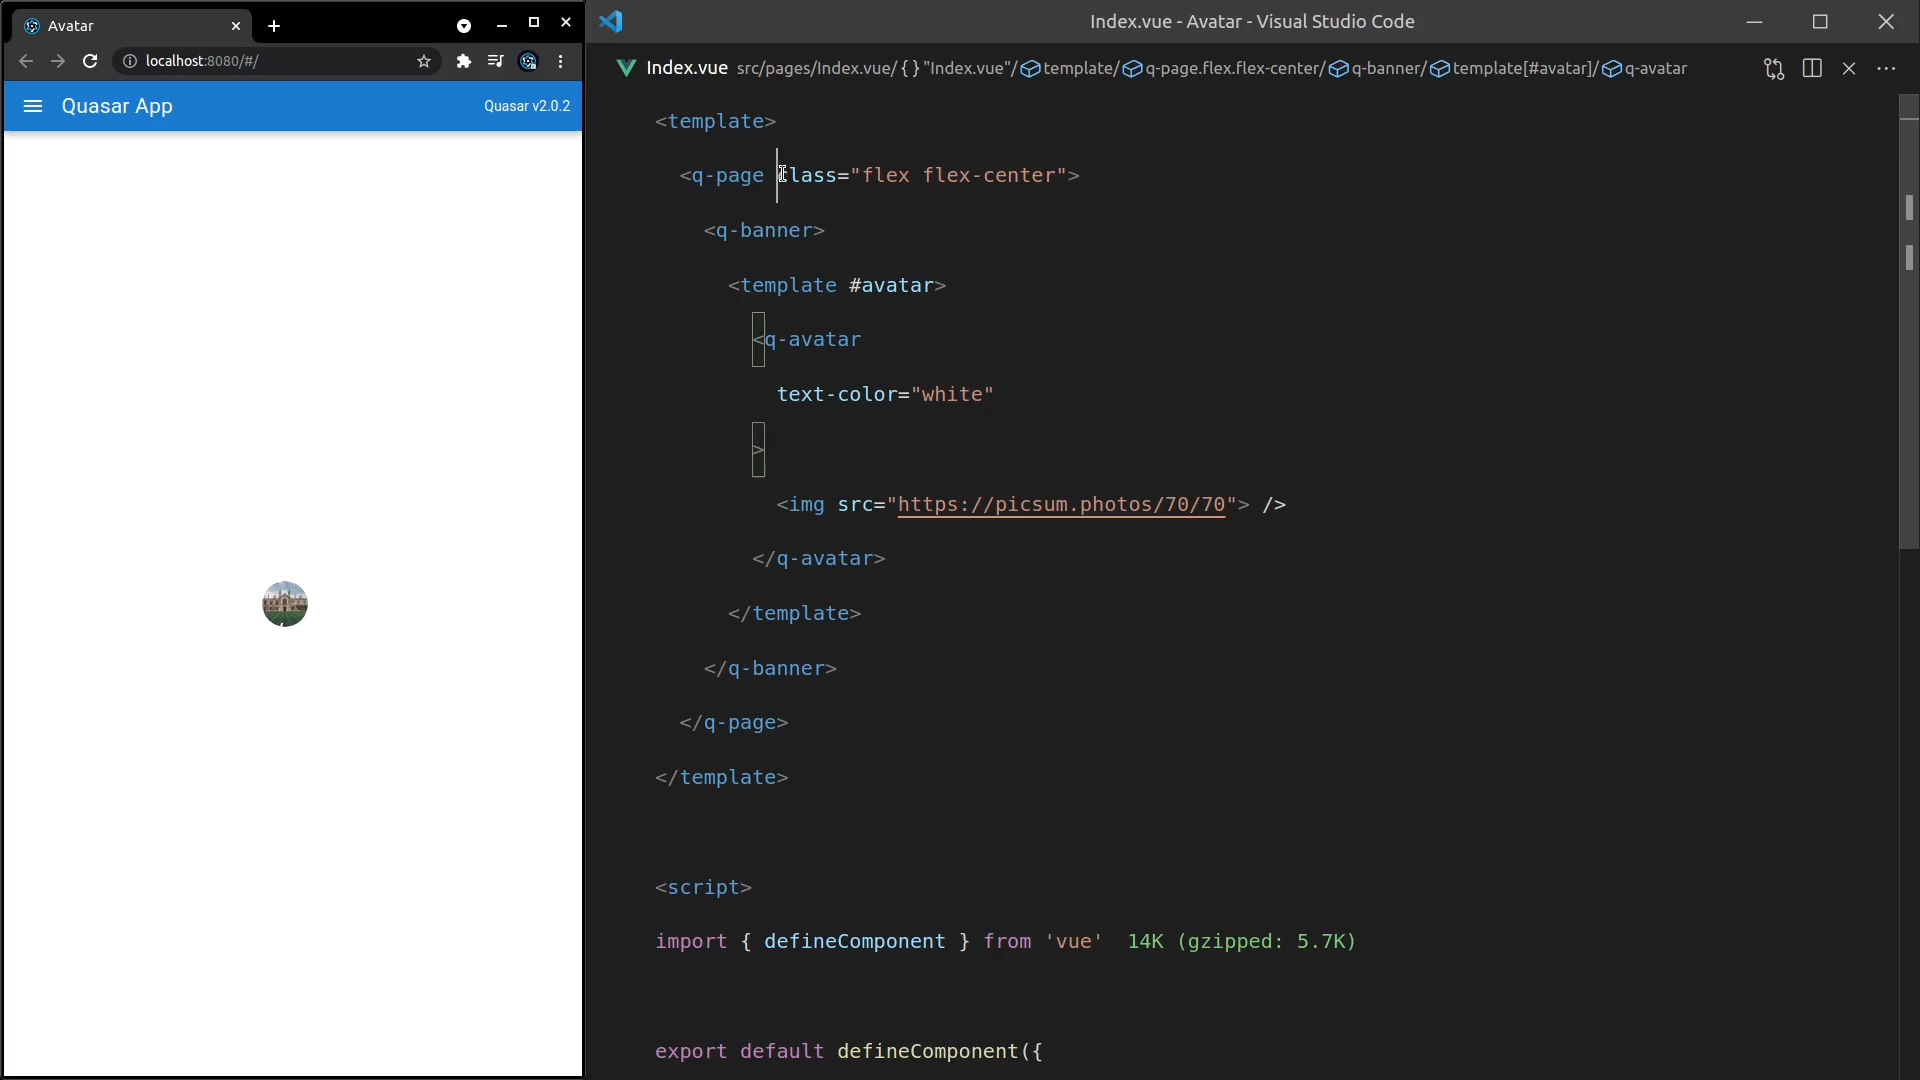 Avatar
localhost:8080/#/
Quasar App
Quasar v2.0.2
Index.vue - Avatar - Visual Studio Code
Index.vue src/pages/Index.vue/ {} "Index.vue"/ template/ q-page.flex.flex-center/ q-banner/ template[#avatar]/ q-avatar
<template>
<q-page class="flex flex-center">
<q-banner>
<template #avatar>
<q-avatar
text-color="white"
>
<img src="https://picsum.photos/70/70"> />
</q-avatar>
</template>
</q-banner>
</q-page>
</template>
<script>
import { defineComponent } from 'vue' 14K (gzipped: 5.7K)
export default defineComponent({